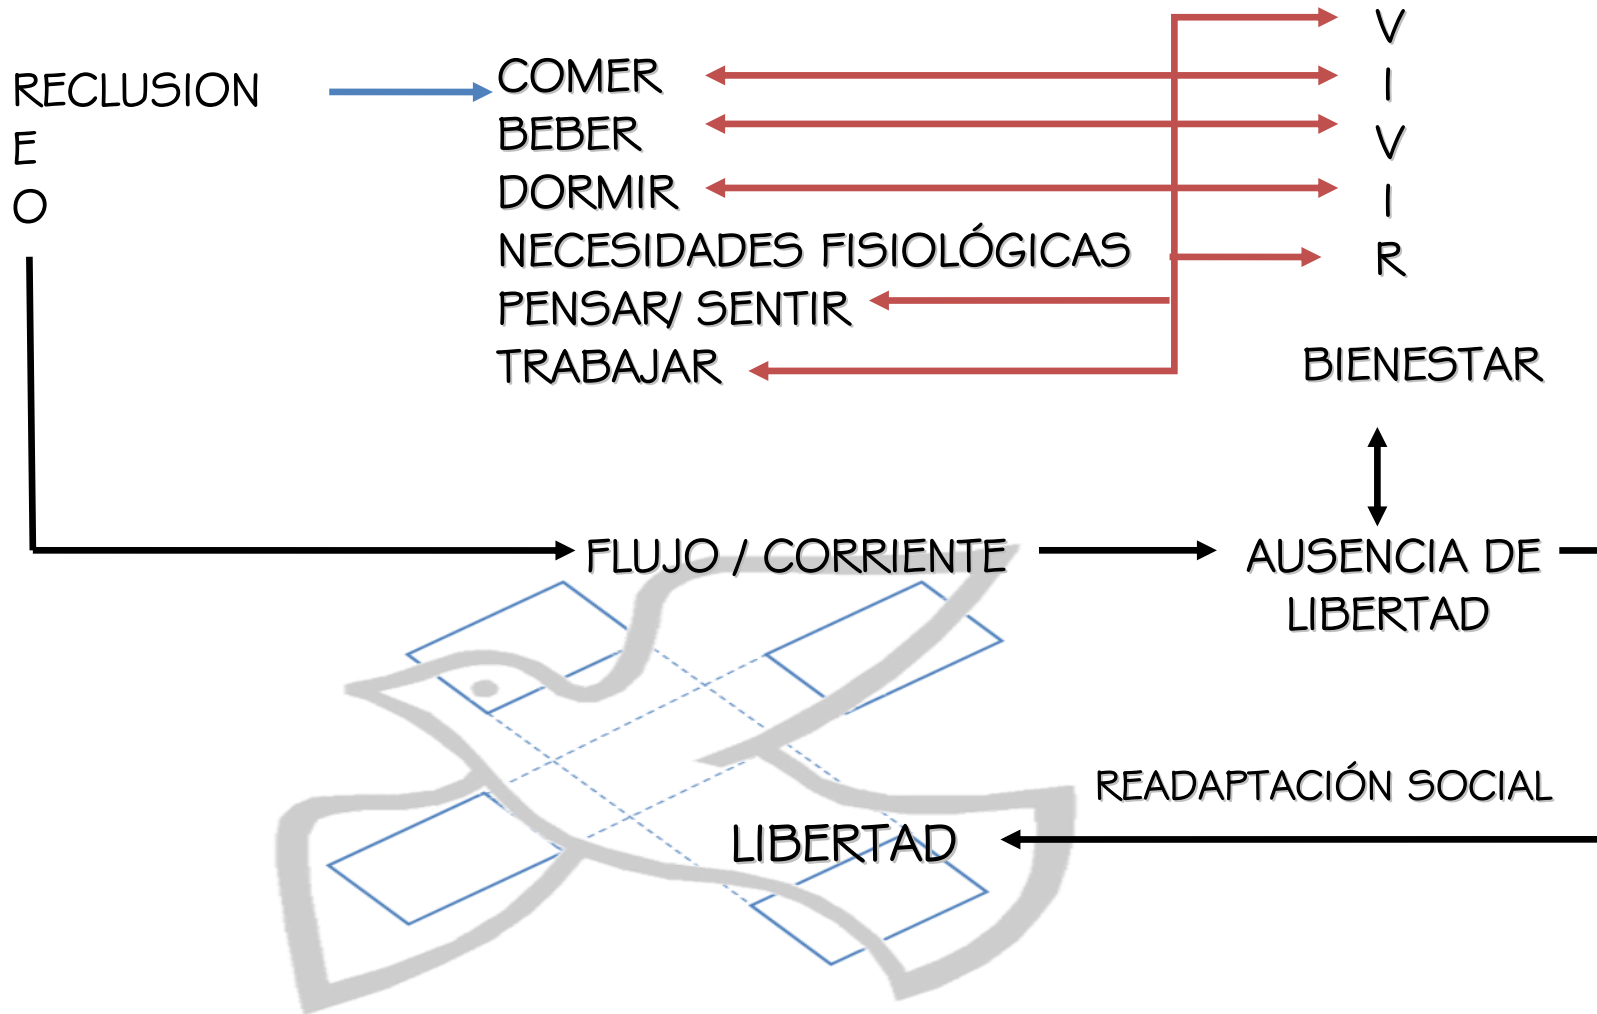 RECLUSION
E
O
COMER
BEBER
DORMIR
NECESIDADES FISIOLÓGICAS
PENSAR/ SENTIR
TRABAJAR
V
I
V
I
R
BIENESTAR
FLUJO / CORRIENTE
AUSENCIA DE
LIBERTAD
READAPTACIÓN SOCIAL
LIBERTAD